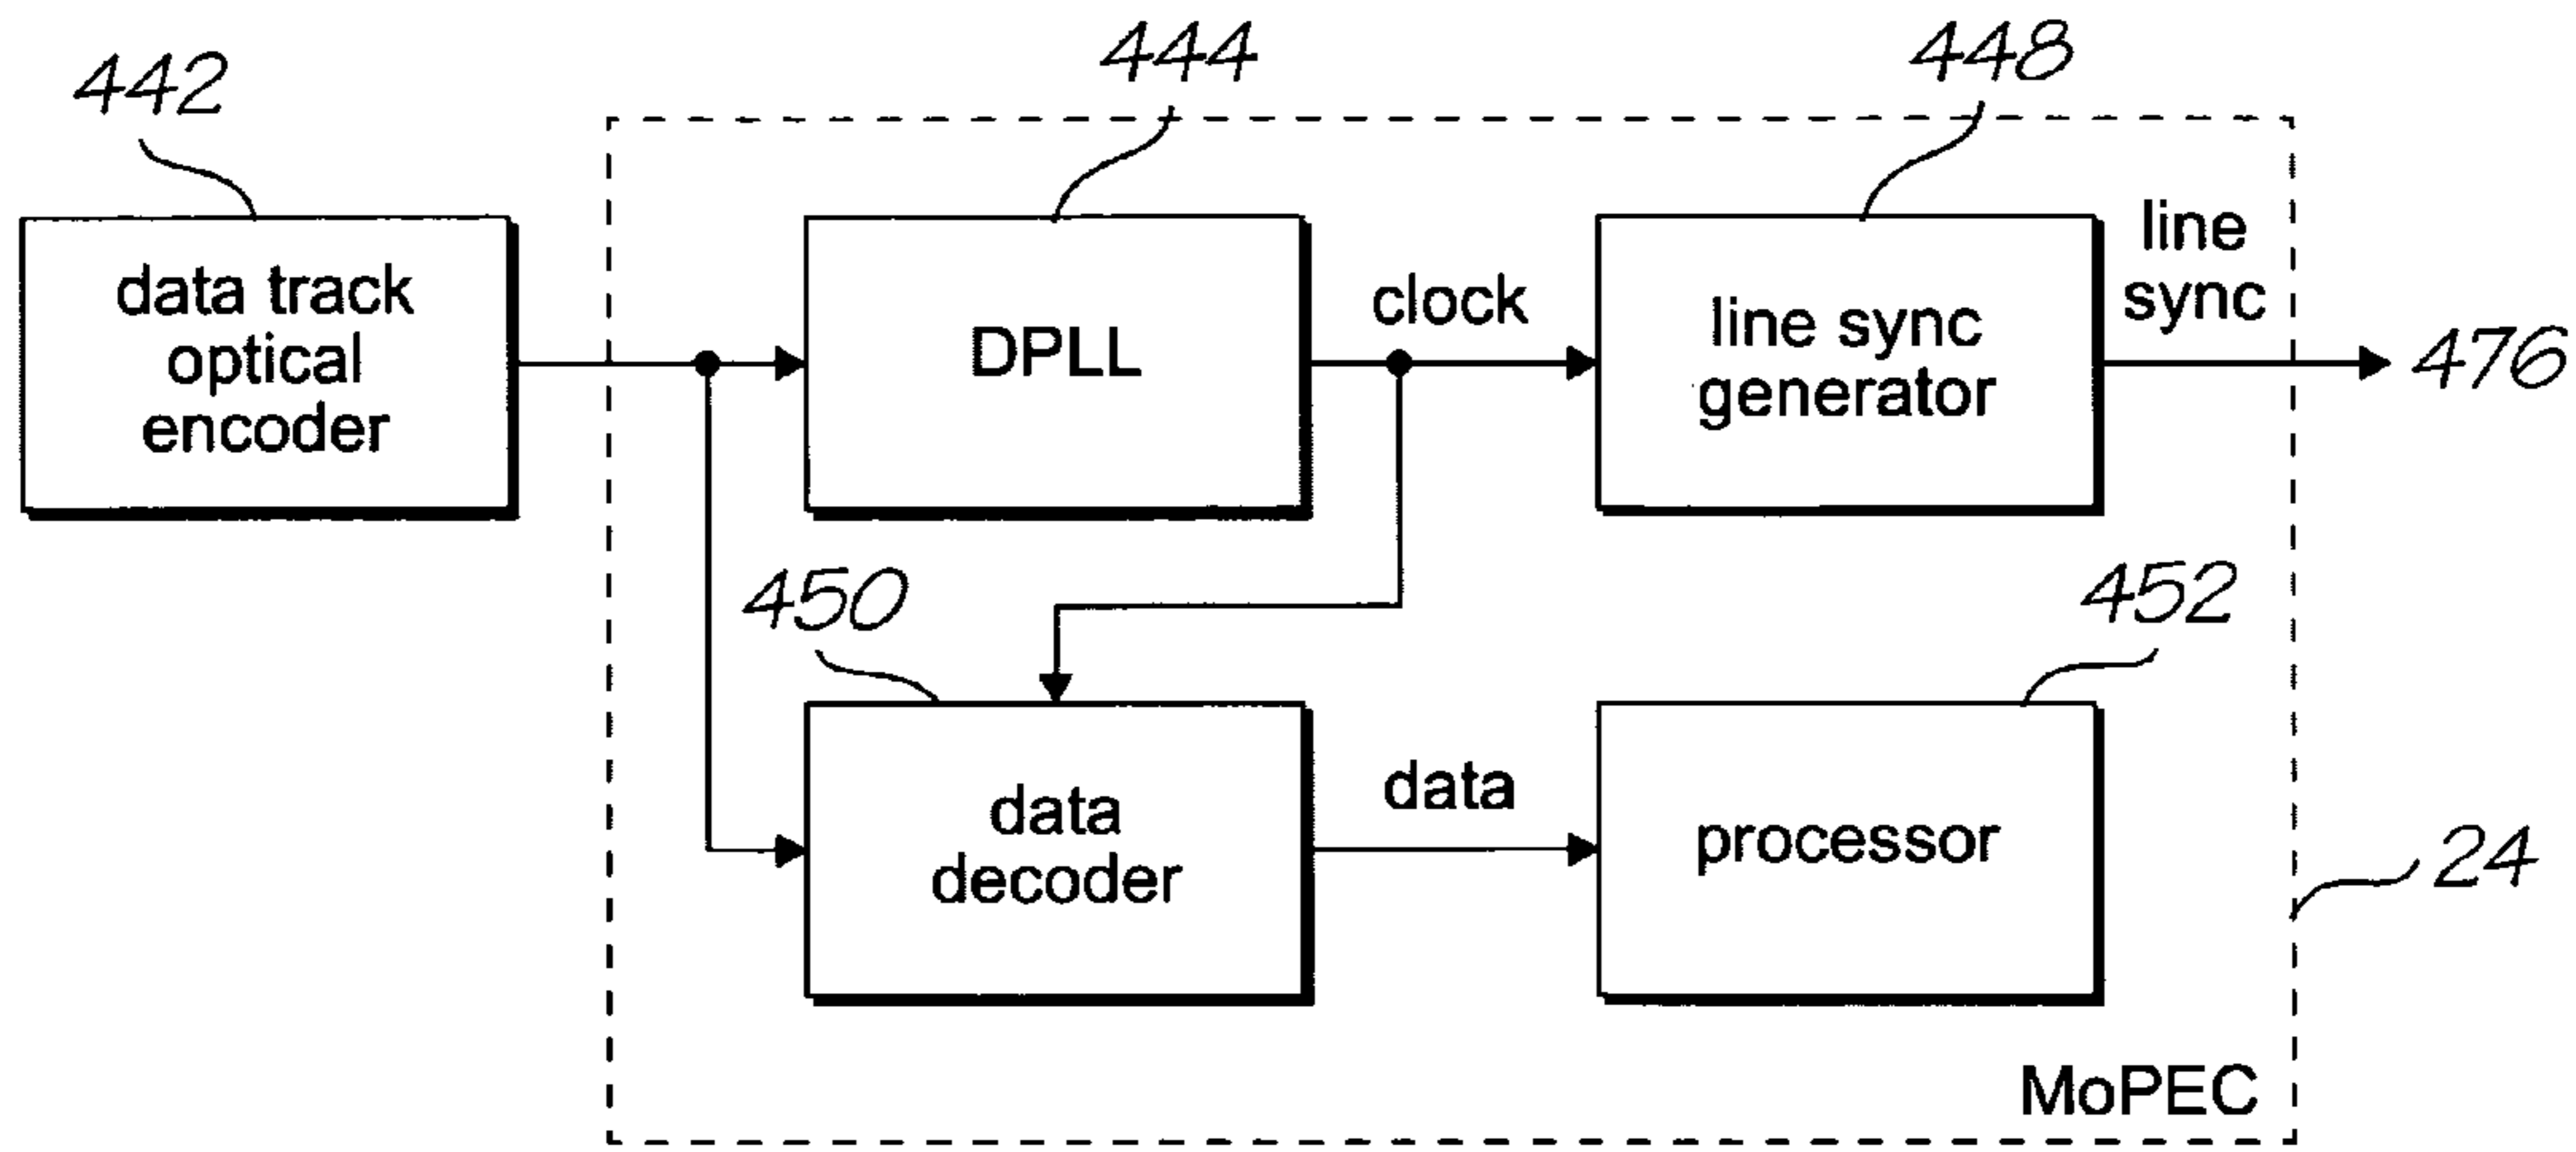 442
444
448
data track
optical
encoder
DPLL
clock
line sync
generator
line
sync
476
450
452
data
decoder
data
processor
24
MoPEC